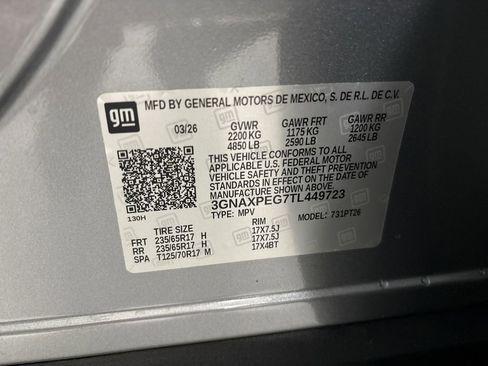 gm
MFD BY GENERAL MOTORS DE MEXICO, S. DE R.L. DE C.V.
03/26 GVWR GAWR FRT GAWR RR
2200 KG 1175 KG 1200 KG
4850 LB 2590 LB 2645 LB
THIS VEHICLE CONFORMS TO ALL
APPLICABLE U.S. FEDERAL MOTOR
VEHICLE SAFETY AND THEFT
PREVENTION STANDARDS IN EFFECT
ON THE DATE OF MANUFACTURE
SHOWN ABOVE.
3GNAXPEG7TL449723
130H TYPE: MPV MODEL: 731PT26
TIRE SIZE RIM
FRT 235/65R17 H 17X7.5J
RR 235/65R17 H 17X7.5J
SPA T125/70R17 M 17X4BT
gm